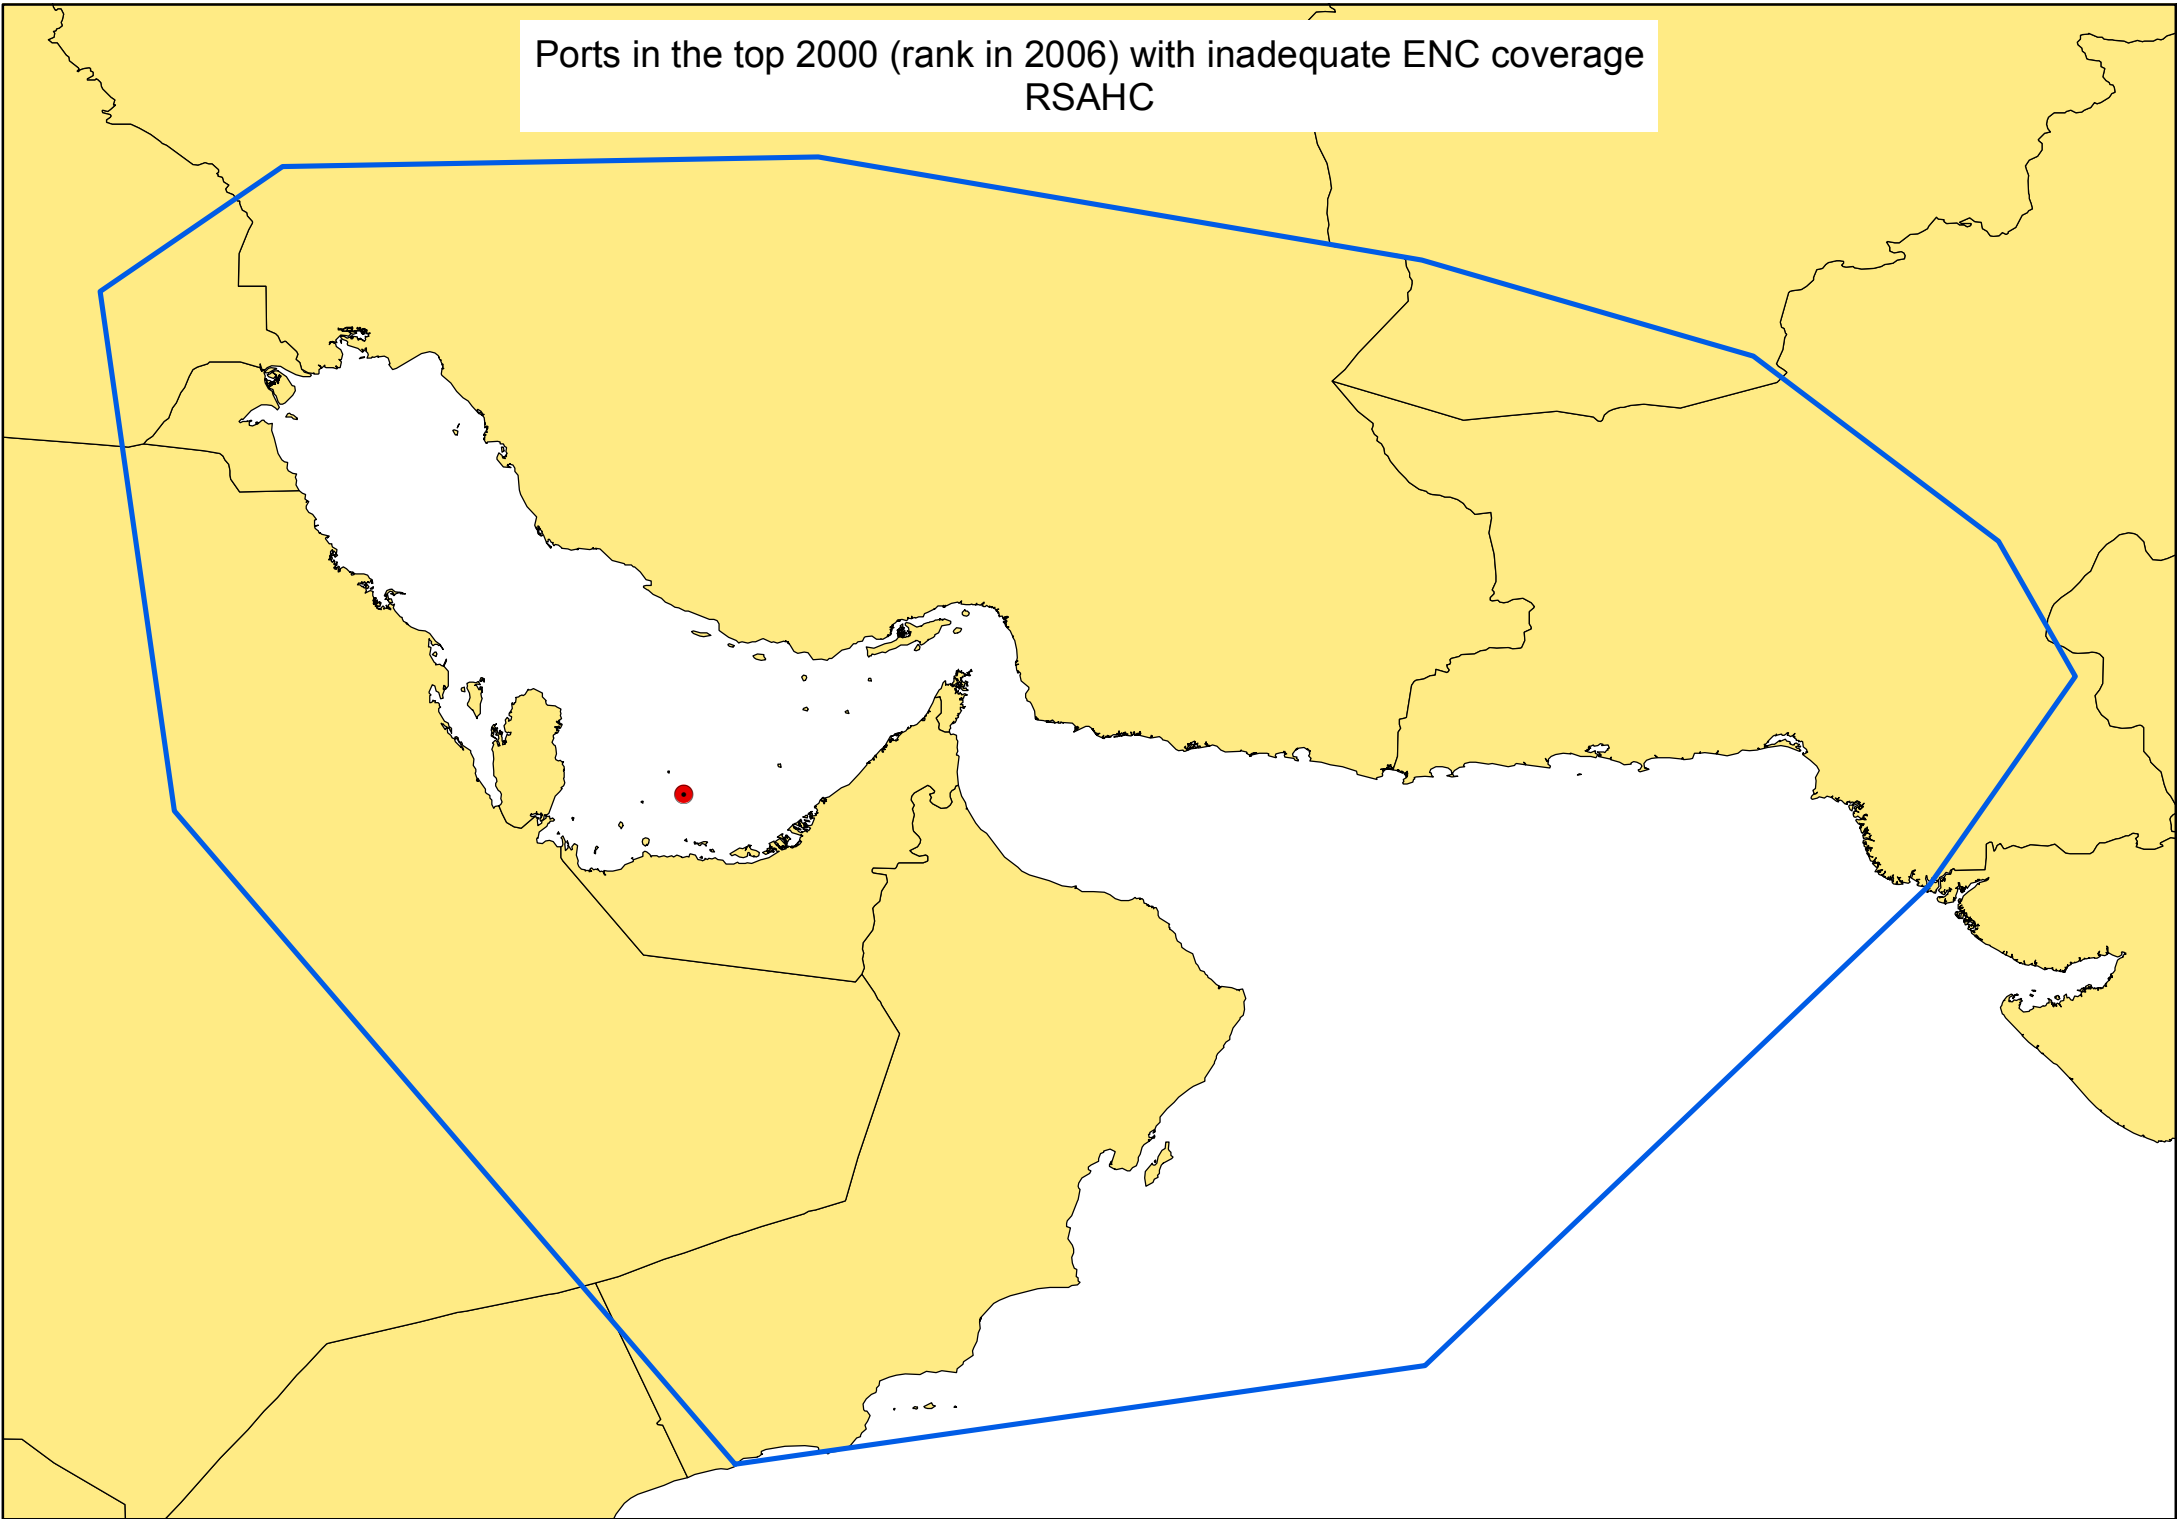 Ports in the top 2000 (rank in 2006) with inadequate ENC coverage
RSAHC